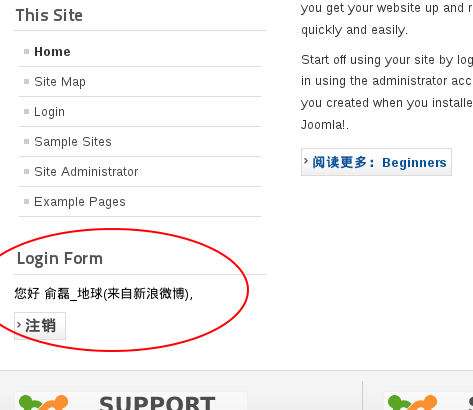 This Site
Home
Site Map
Login
Sample Sites
Site Administrator
Example Pages
Login Form
您好 俞磊_地球(来自新浪微博),
注销
you get your website up and r
quickly and easily.
Start off using your site by log
in using the administrator acc
you created when you installe
Joomla!.
阅读更多：Beginners
SUPPORT